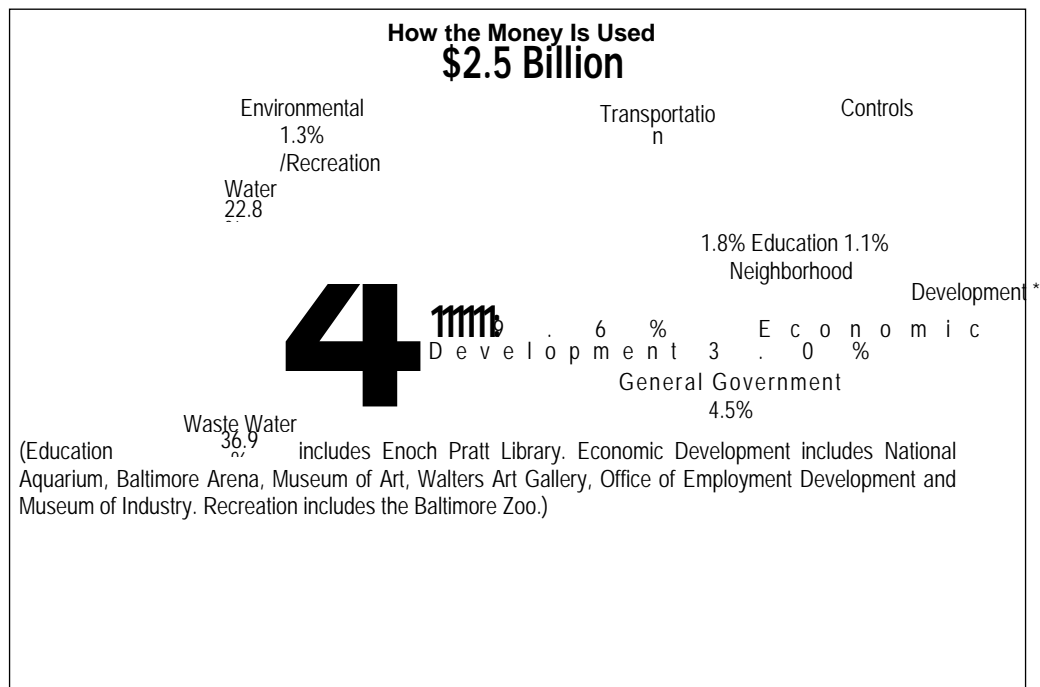 How the Money Is Used
$2.5 Billion
Environmental
Transportatio
n
Controls
1.3%
/Recreation
Water
22.8
1.8% Education 1.1%
Neighborhood
Development *
4
9.6% Economic
Development 3.0%
General Government
4.5%
Waste Water
36.9
(Education includes Enoch Pratt Library. Economic Development includes National
Aquarium, Baltimore Arena, Museum of Art, Walters Art Gallery, Office of Employment Development and
Museum of Industry. Recreation includes the Baltimore Zoo.)